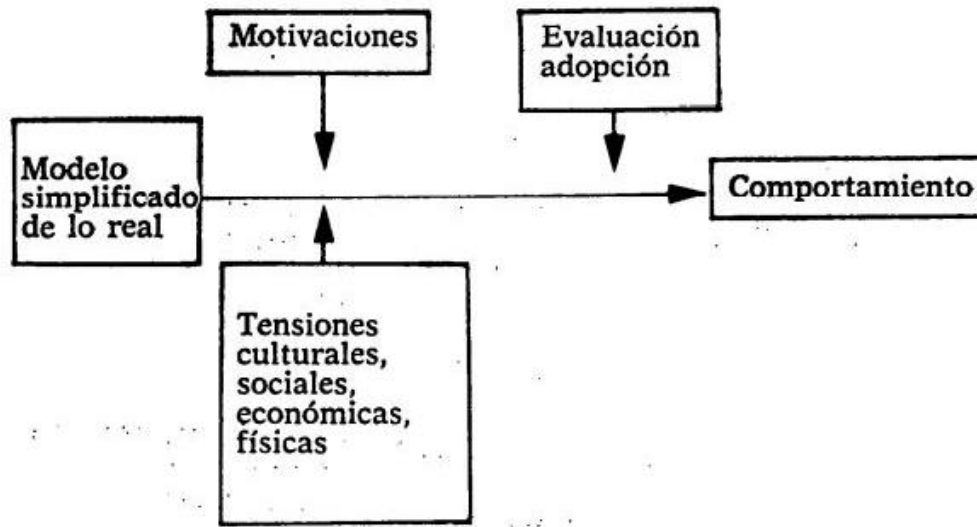 Motivaciones
Evaluación
adopción
Modelo
simplificado
de lo real
Comportamiento
Tensiones
culturales,
sociales,
económicas,
físicas